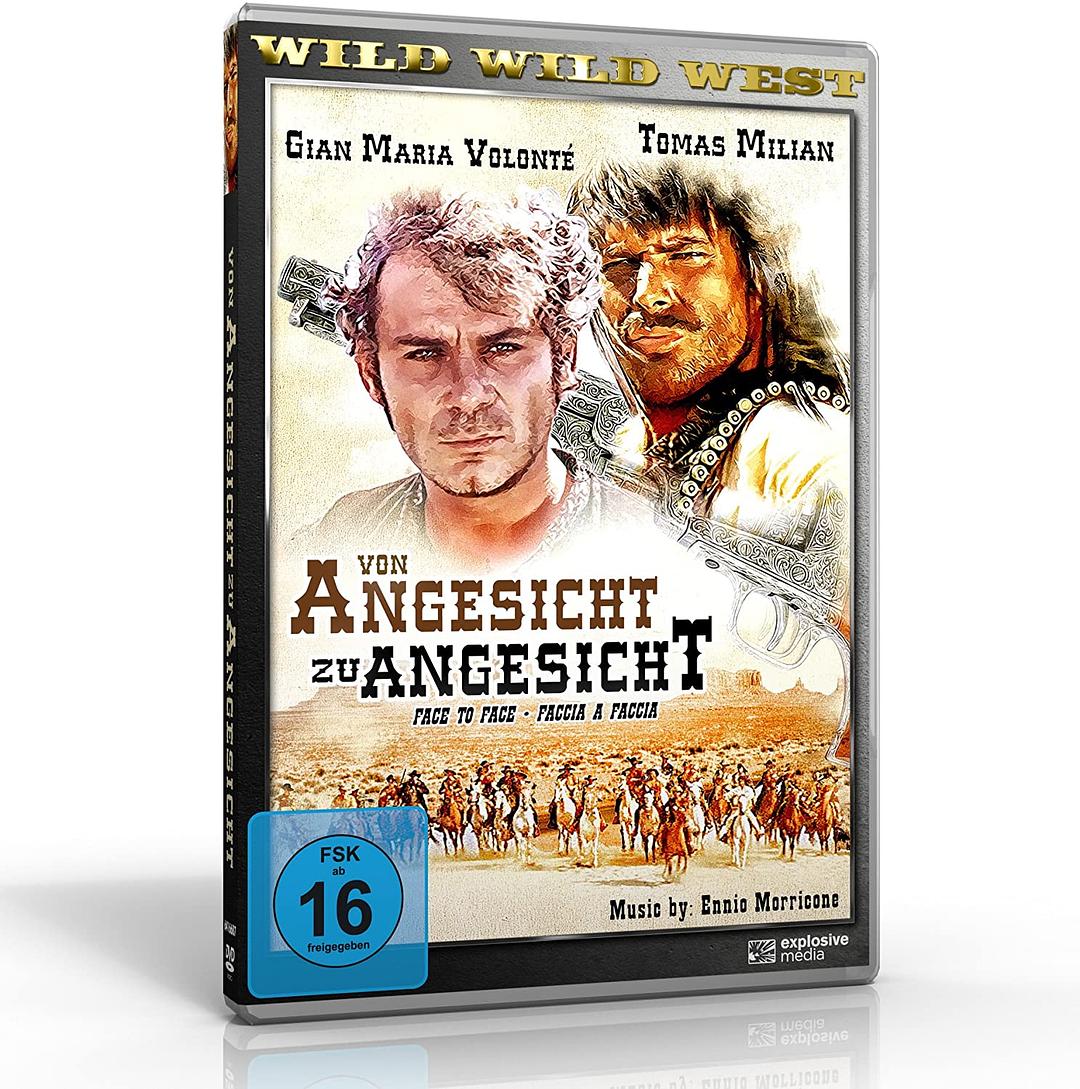 WILD WILD WEST
GIAN MARIA VOLONTÉ
TOMAS MILIAN
VON
ANGESICHT
ZU ANGESICHT
FACE TO FACE - FACCIA A FACCIA
FSK
ab
16
freigegeben
Music by: Ennio Morricone
explosive
media
VON ANGESICHT ZU ANGESICHT
DVD